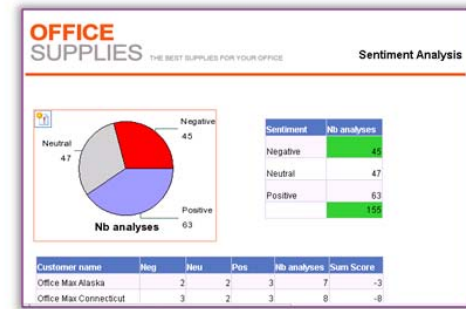 OFFICE
SUPPLIES THE BEST SUPPLIES FOR YOUR OFFICE
Sentiment Analysis
Negative
45
Neutral
47
Positive
63
Nb analyses
Sentiment Nb analyses
Negative 45
Neutral 47
Positive 63
155
Customer name Neg Neu Pos Nb analyses Sum Score
Office Max Alaska 2 2 3 7 -3
Office Max Connecticut 3 2 3 8 -8